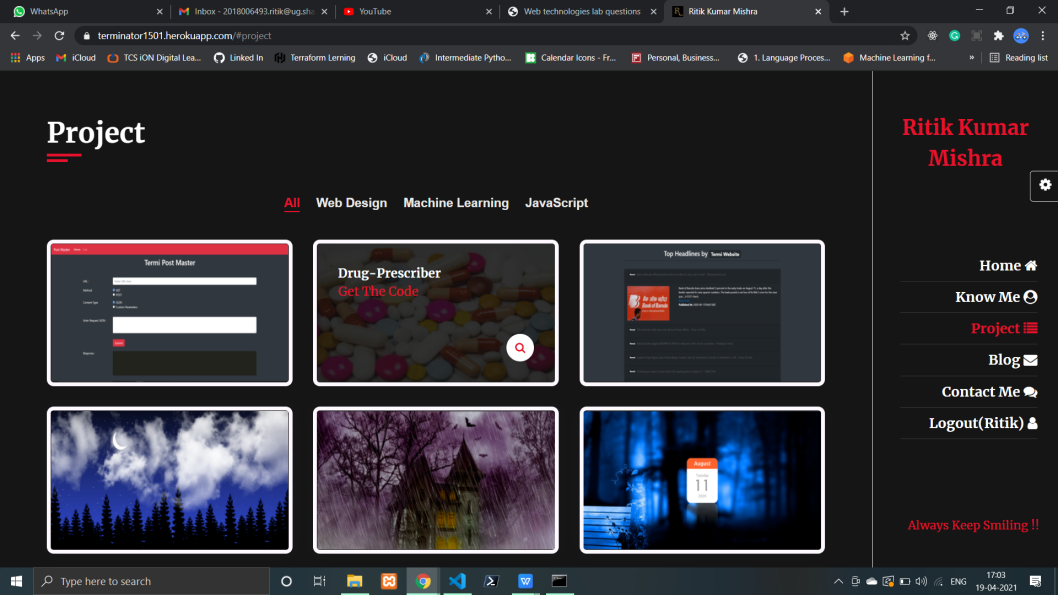 WhatsApp
Inbox - 2018006493.ritik@ug.sha
YouTube
Web technologies lab questions
Ritik Kumar Mishra
terminator1501.herokuapp.com/#project
Apps
iCloud
TCS iON Digital Lea...
Linked In
Terraform Lerning
iCloud
Intermediate Pytho...
Calendar Icons - Fr...
Personal, Business...
1. Language Proces...
Machine Learning f...
»
Reading list
Project
All
Web Design
Machine Learning
JavaScript
Termi Post Master
Drug-Prescriber
Get The Code
Top Headlines by Termi Website
August
11
Ritik Kumar
Mishra
Home
Know Me
Project
Blog
Contact Me
Logout(Ritik)
Always Keep Smiling !!
Type here to search
ENG
17:03
19-04-2021